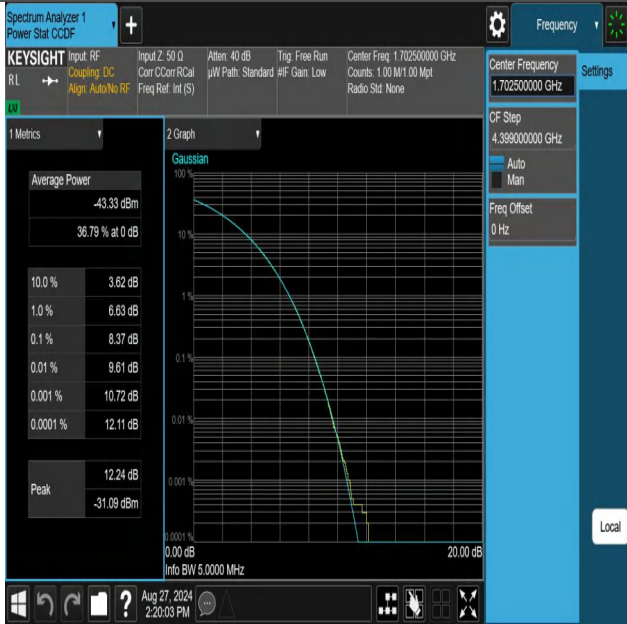 Spectrum Analyzer 1
Power Stat CCDF
+
Frequency
KEYSIGHT
RL
Input: RF
Coupling: DC
Align: Auto/No RF
Input Z: 50 Ω
Corr CCorr RCal
Freq Ref: Int (S)
Atten: 40 dB
µW Path: Standard
Trig: Free Run
#IF Gain: Low
Center Freq: 1.702500000 GHz
Counts: 1.00 M/1.00 Mpt
Radio Std: None
Center Frequency
1.702500000 GHz
Settings
CF Step
4.399000000 GHz
Auto
Man
Freq Offset
0 Hz
Local
1 Metrics
Average Power
-43.33 dBm
36.79 % at 0 dB
10.0 % 3.62 dB
1.0 % 6.63 dB
0.1 % 8.37 dB
0.01 % 9.61 dB
0.001 % 10.72 dB
0.0001 % 12.11 dB
Peak
12.24 dB
-31.09 dBm
2 Graph
Gaussian
100 %
10 %
1 %
0.1 %
0.01 %
0.001 %
0.0001 %
0.00 dB
20.00 dB
Info BW 5.0000 MHz
?
Aug 27, 2024
2:20:03 PM